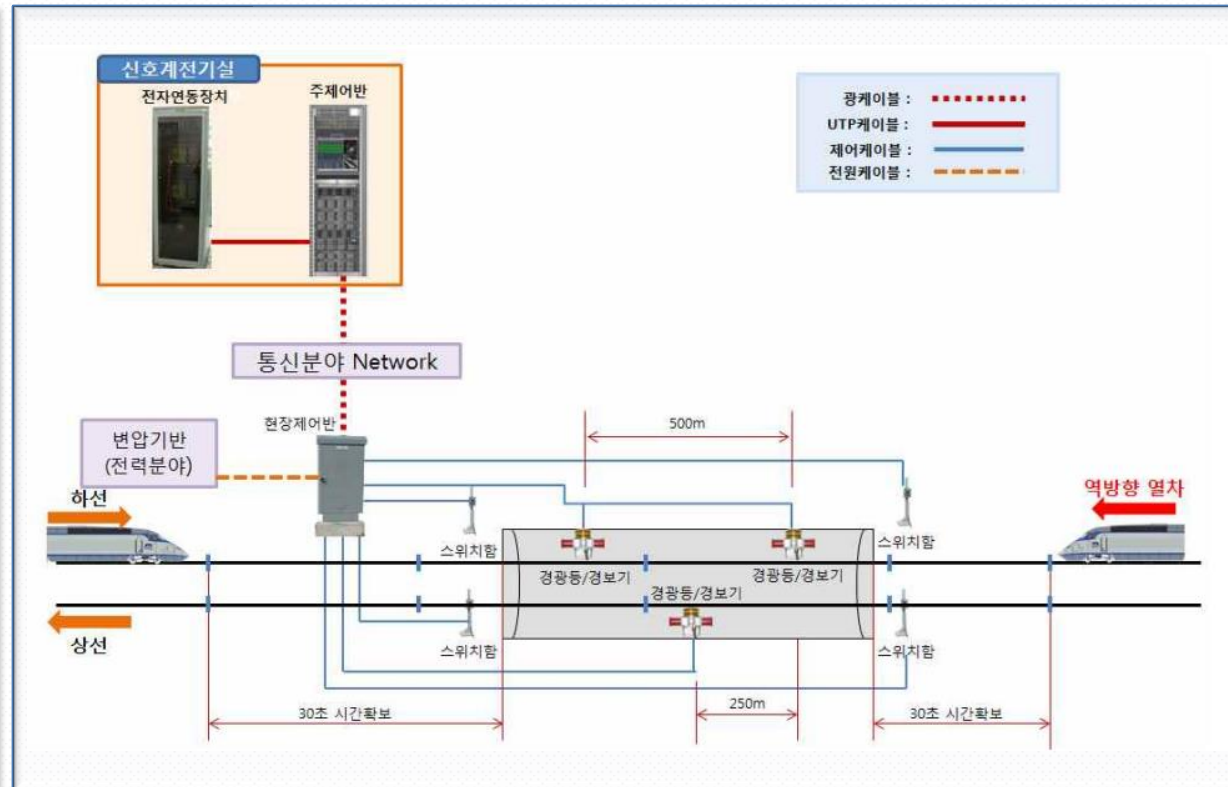 신호계전기실
전자연동장치
주제어반
광케이블 :
UTP케이블 :
제어케이블 :
전원케이블 :
통신분야 Network
현장제어반
변압기반
(전력분야)
500m
하선
역방향 열차
스위치함
스위치함
경광등/경보기
경광등/경보기
경광등/경보기
상선
스위치함
스위치함
250m
30초 시간확보
30초 시간확보